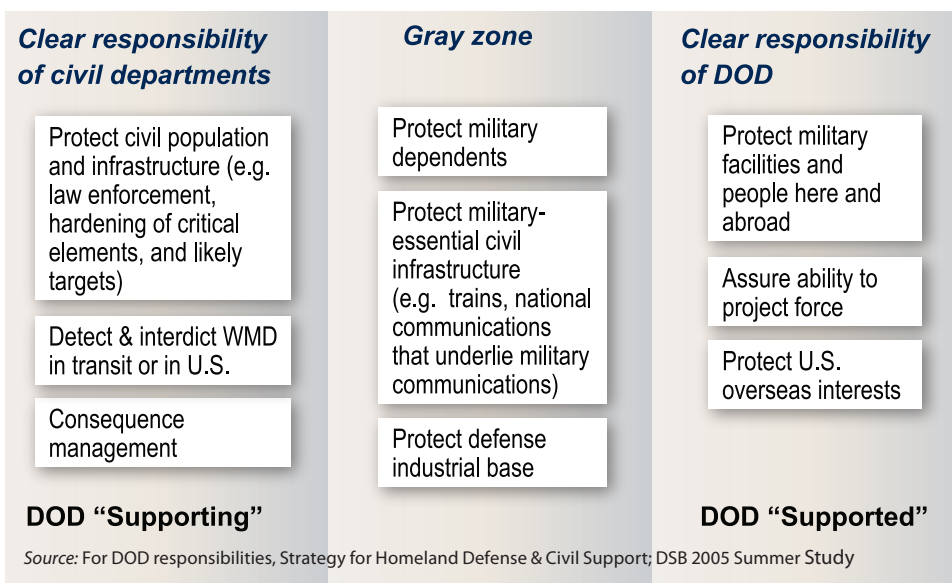 Clear responsibility
of civil departments
Protect civil population
and infrastructure (e.g.
law enforcement,
hardening of critical
elements, and likely
targets)
Detect & interdict WMD
in transit or in U.S.
Consequence
management
DOD “Supporting”
Gray zone
Protect military
dependents
Protect military-
essential civil
infrastructure
(e.g. trains, national
communications
that underlie military
communications)
Protect defense
industrial base
Clear responsibility
of DOD
Protect military
facilities and
people here and
abroad
Assure ability to
project force
Protect U.S.
overseas interests
DOD “Supported”
Source: For DOD responsibilities, Strategy for Homeland Defense & Civil Support; DSB 2005 Summer Study